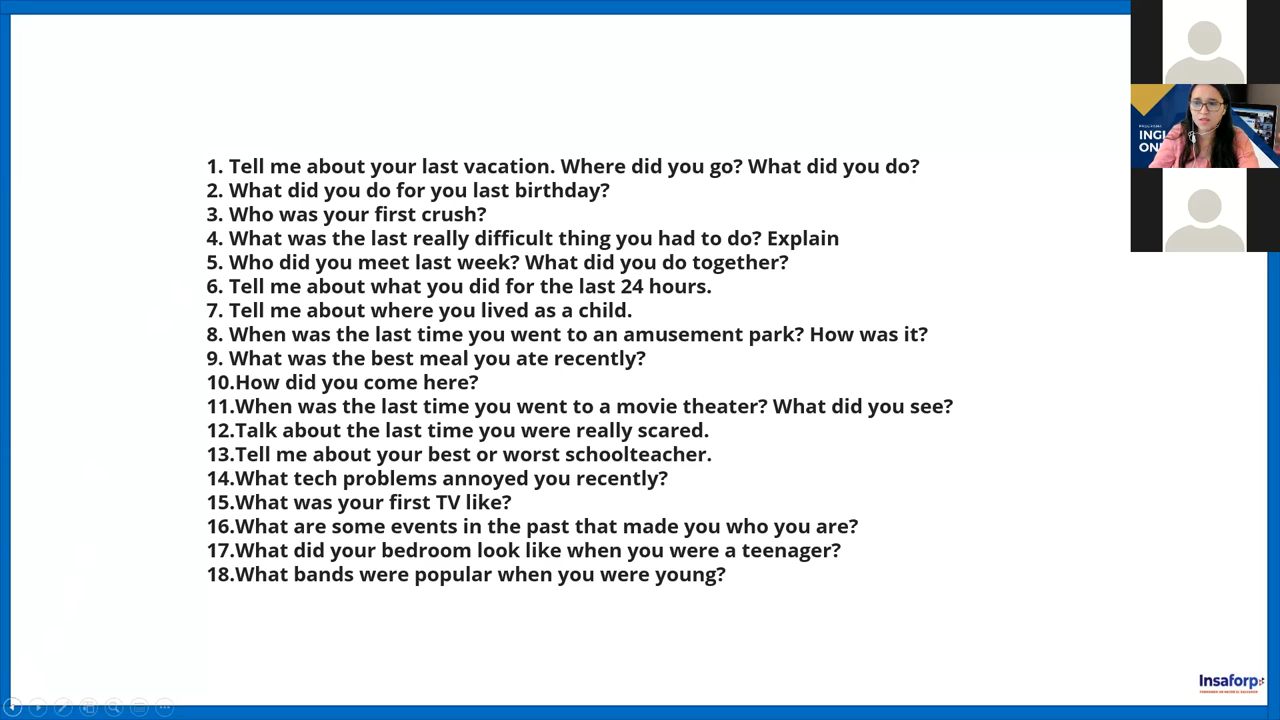 1. Tell me about your last vacation. Where did you go? What did you do?
2. What did you do for you last birthday?
3. Who was your first crush?
4. What was the last really difficult thing you had to do? Explain
5. Who did you meet last week? What did you do together?
6. Tell me about what you did for the last 24 hours.
7. Tell me about where you lived as a child.
8. When was the last time you went to an amusement park? How was it?
9. What was the best meal you ate recently?
10.How did you come here?
11.When was the last time you went to a movie theater? What did you see?
12.Talk about the last time you were really scared.
13.Tell me about your best or worst schoolteacher.
14.What tech problems annoyed you recently?
15.What was your first TV like?
16.What are some events in the past that made you who you are?
17.What did your bedroom look like when you were a teenager?
18.What bands were popular when you were young?
Insaforp